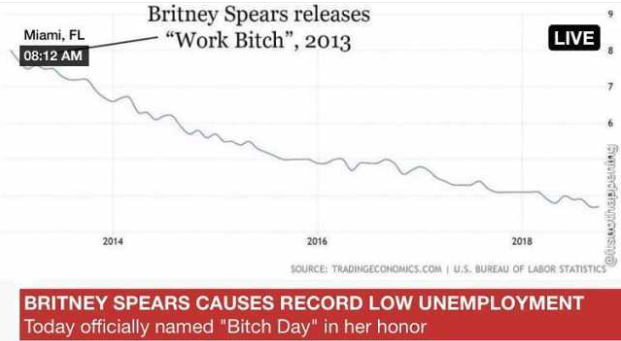 Britney Spears releases
"Work Bitch", 2013
Miami, FL
08:12 AM
LIVE
9
8
7
6
2014
2016
2018
SOURCE: TRADINGECONOMICS.COM | U.S. BUREAU OF LABOR STATISTICS
@itsnothappening
BRITNEY SPEARS CAUSES RECORD LOW UNEMPLOYMENT
Today officially named "Bitch Day" in her honor